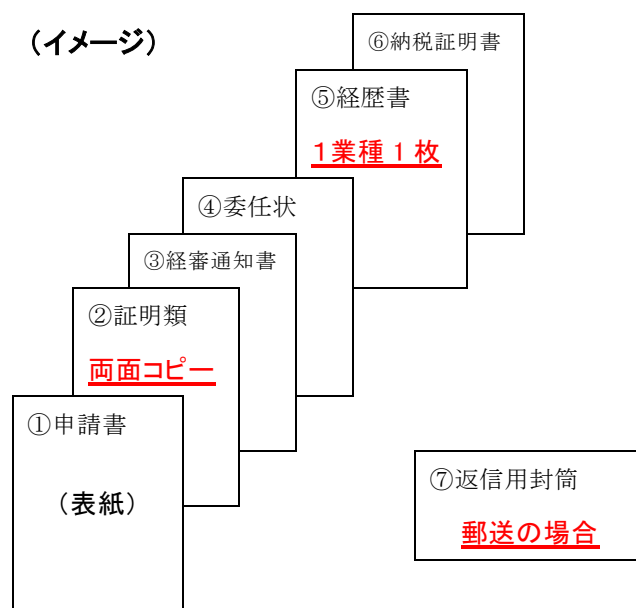 （イメージ）
⑥納税証明書
⑤経歴書
１業種１枚
④委任状
③経審通知書
②証明類
両面コピー
①申請書
（表紙）
⑦返信用封筒
郵送の場合